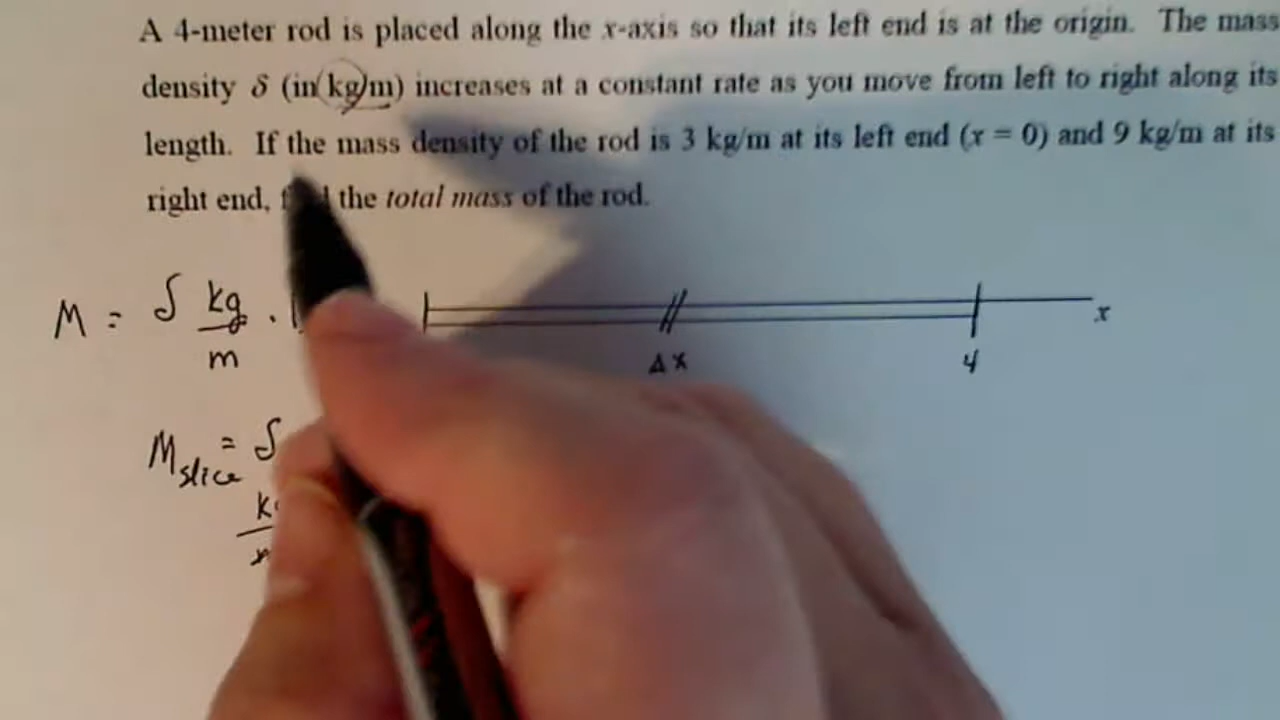 A 4-meter rod is placed along the x-axis so that its left end is at the origin. The mass
density δ (in kg/m) increases at a constant rate as you move from left to right along its
length. If the mass density of the rod is 3 kg/m at its left end (x = 0) and 9 kg/m at its
right end, the total mass of the rod.
M = δ kg/m ·
x
Δx 4
Mslice = δ